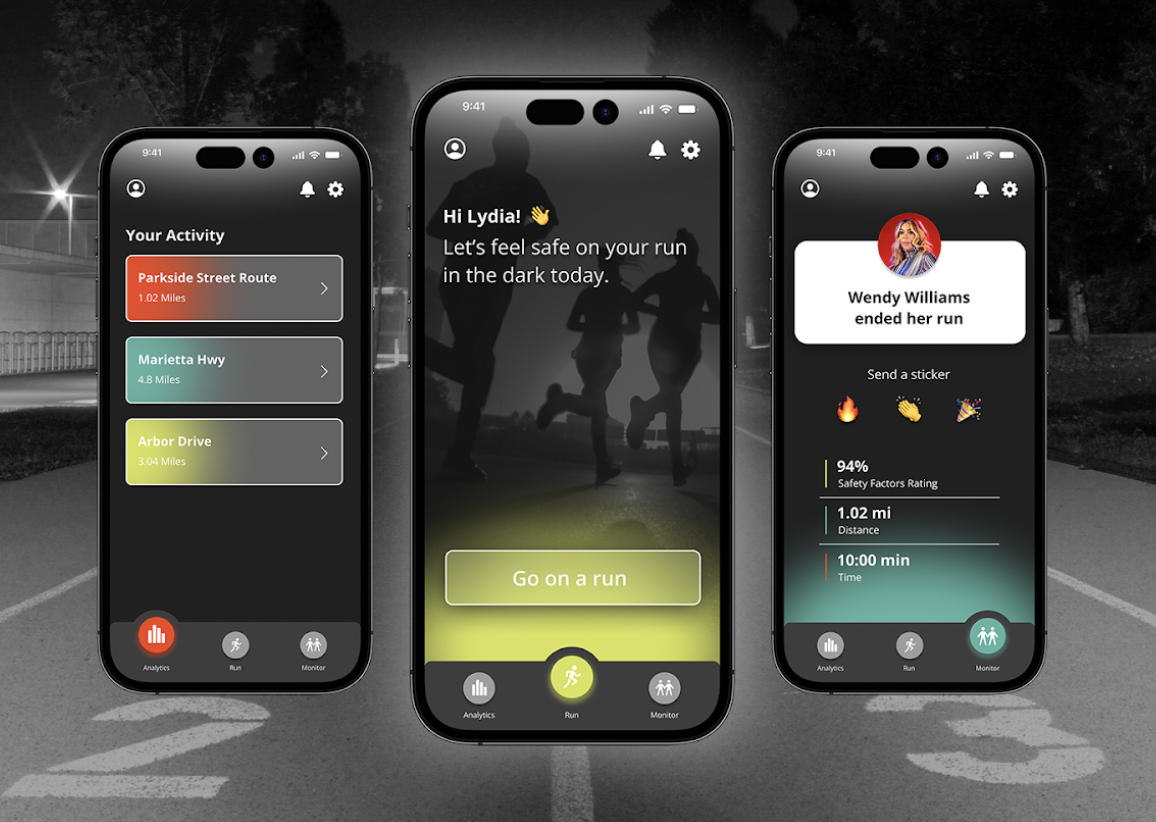 9:41
Your Activity
Parkside Street Route
1.02 Miles
Marietta Hwy
4.8 Miles
Arbor Drive
3.04 Miles
Analytics
Run
Monitor
9:41
Hi Lydia! 👋
Let’s feel safe on your run
in the dark today.
Go on a run
Analytics
Run
Monitor
9:41
Wendy Williams
ended her run
Send a sticker
94%
Safety Factors Rating
1.02 mi
Distance
10:00 min
Time
Analytics
Run
Monitor
2
3